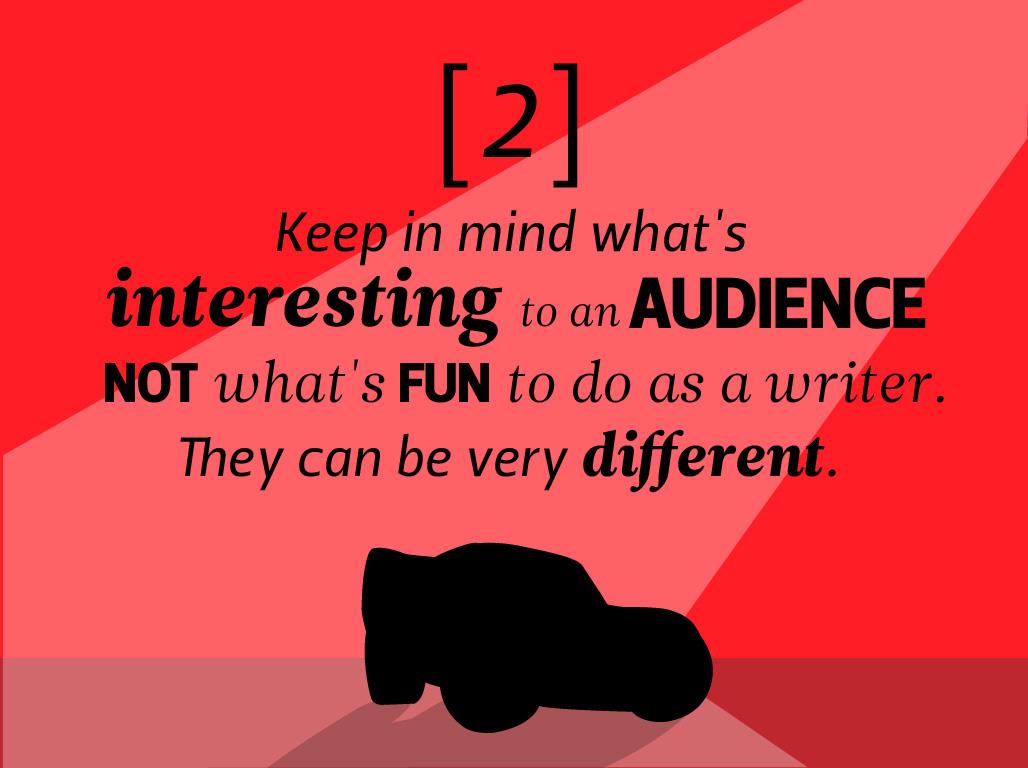 [2]
Keep in mind what's
interesting to an AUDIENCE
NOT what's FUN to do as a writer.
They can be very different.